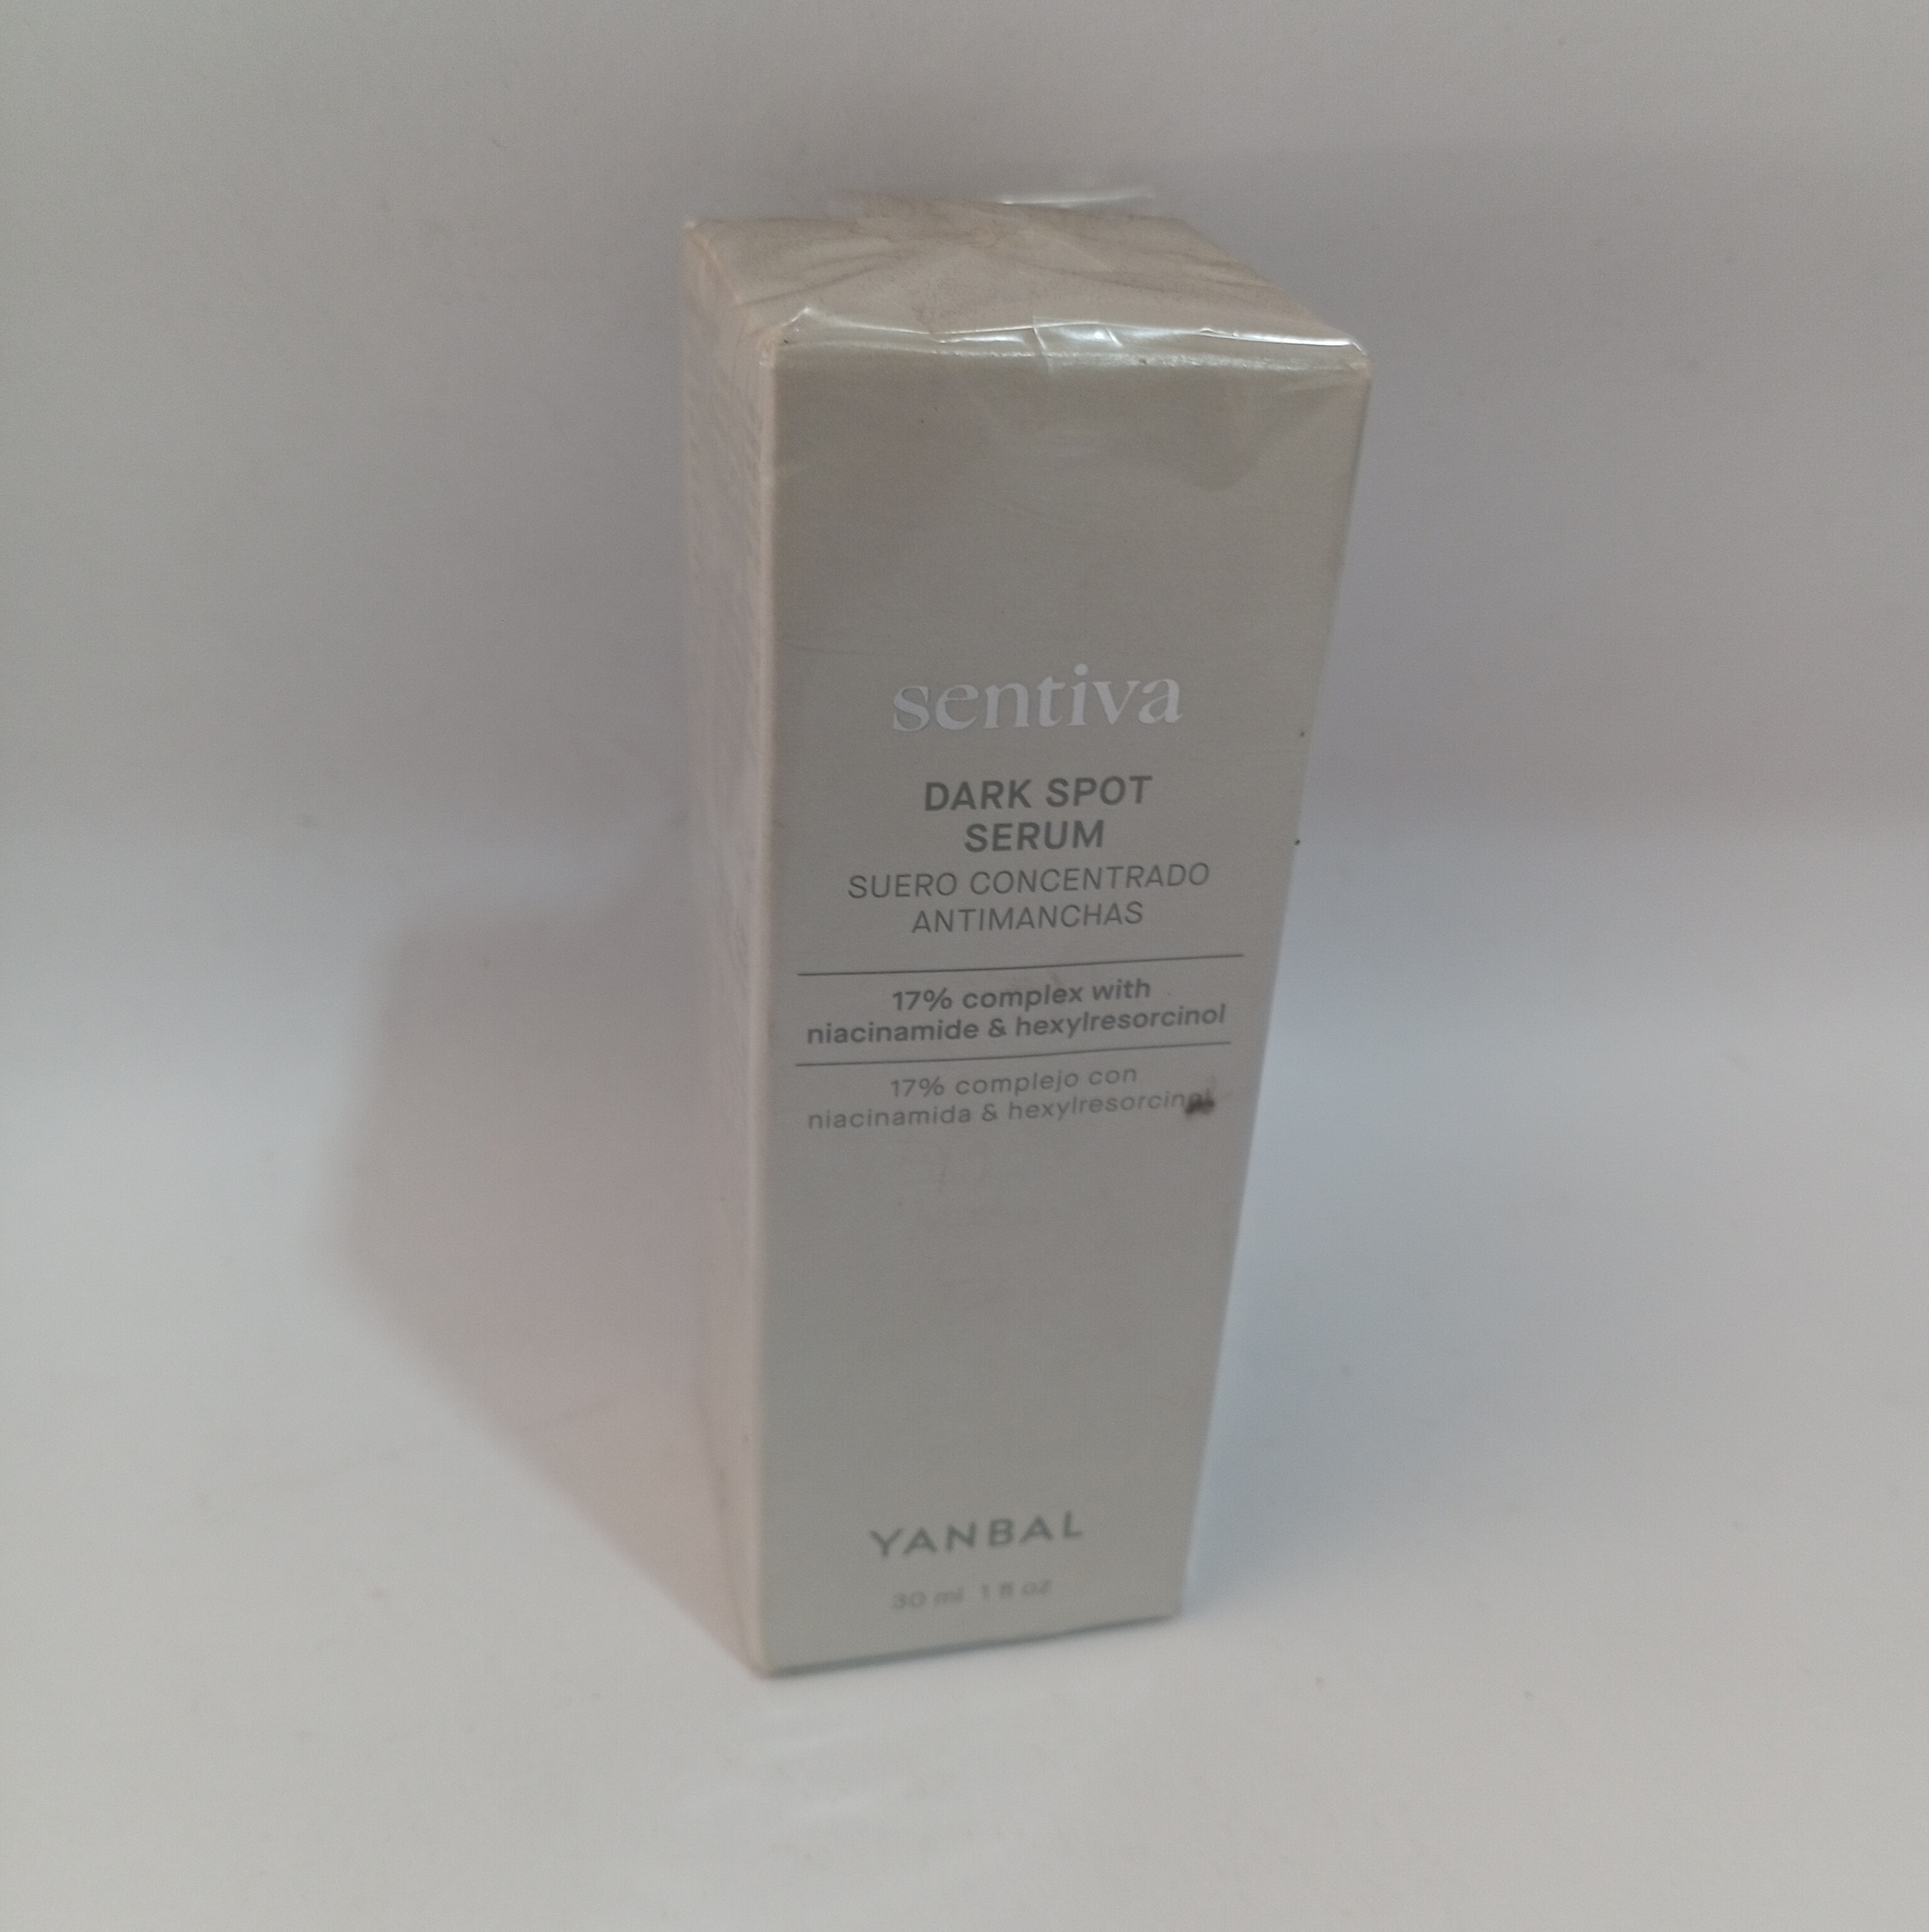 sentiva
DARK SPOT
SERUM
SUERO CONCENTRADO
ANTIMANCHAS
17% complex with
niacinamide & hexylresorcinol
17% complejo con
niacinamida & hexylresorcinol
YANBAL
30 ml 1 fl oz